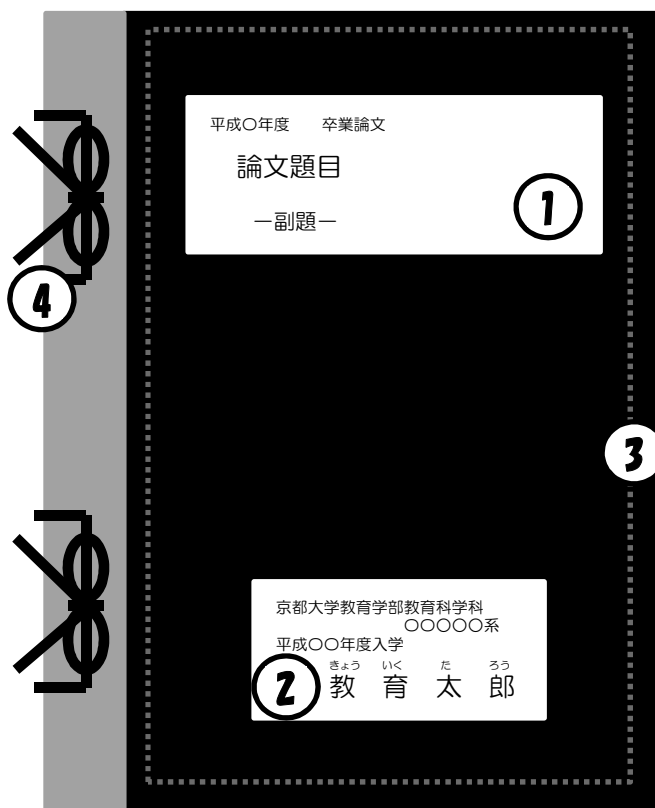 平成〇年度 卒業論文
論文題目
－副題－
1
4
3
京都大学教育学部教育科学科
〇〇〇〇〇系
平成〇〇年度入学
きょう いく た ろう
2 教 育 太 郎